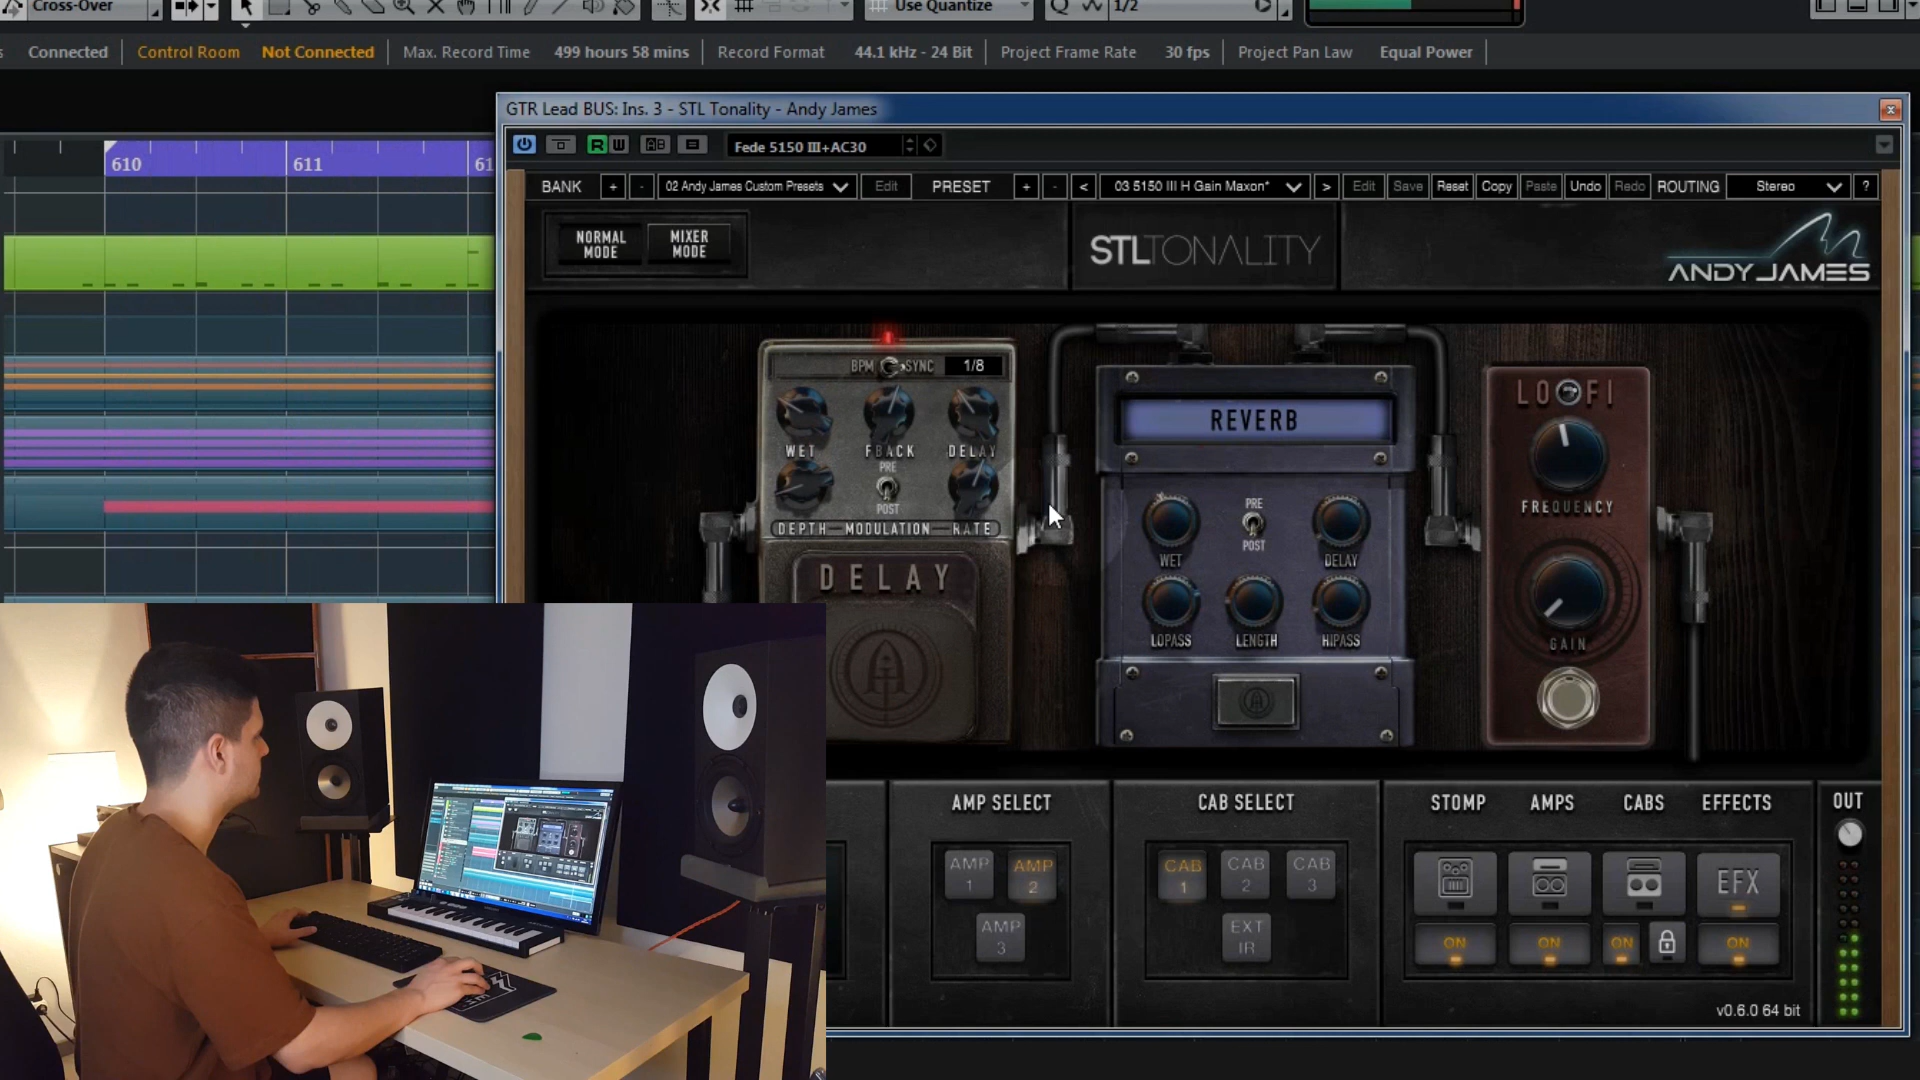 Cross-Over
Use Quantize
1/2
Connected
Control Room
Not Connected
Max. Record Time
499 hours 58 mins
Record Format
44.1 kHz - 24 Bit
Project Frame Rate
30 fps
Project Pan Law
Equal Power
GTR Lead BUS: Ins. 3 - STL Tonality - Andy James
R W
Fede 5150 III+AC30
610
611
61
BANK + - 02 Andy James Custom Presets Edit PRESET + - < 03 5150 III H Gain Maxon* > Edit Save Reset Copy Paste Undo Redo ROUTING Stereo ?
NORMAL MODE
MIXER MODE
STLTONALITY
ANDY JAMES
BPM SYNC 1/8
WET FBACK DELAY
PRE
POST
DEPTH MODULATION RATE
DELAY
REVERB
PRE
POST
WET
DELAY
LOPASS LENGTH HIPASS
LO FI
FREQUENCY
GAIN
AMP SELECT
AMP 1
AMP 2
AMP 3
CAB SELECT
CAB 1
CAB 2
CAB 3
EXT IR
STOMP AMPS CABS EFFECTS
EFX
ON ON ON ON
OUT
v0.6.0 64 bit